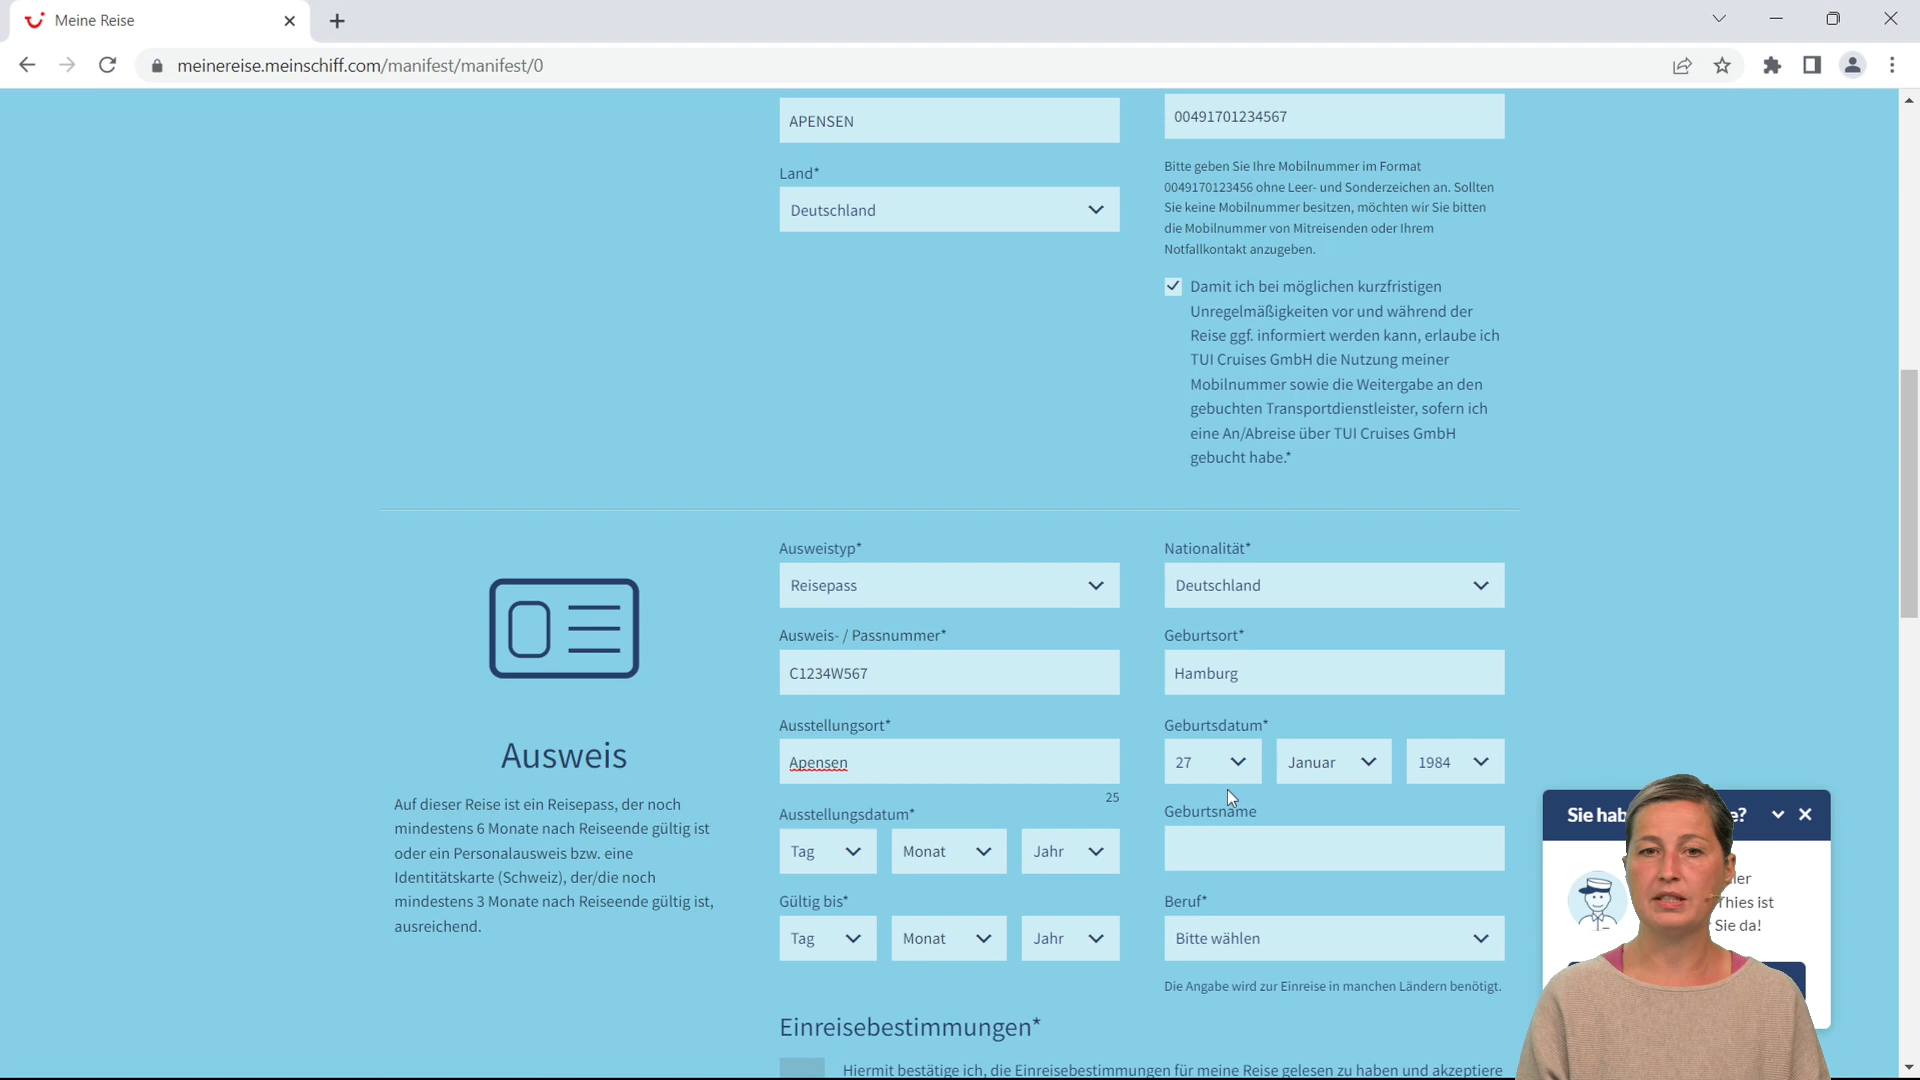 Meine Reise
meinereise.meinschiff.com/manifest/manifest/0
APENSEN
Land*
Deutschland
00491701234567
Bitte geben Sie Ihre Mobilnummer im Format
0049170123456 ohne Leer- und Sonderzeichen an. Sollten
Sie keine Mobilnummer besitzen, möchten wir Sie bitten
die Mobilnummer von Mitreisenden oder Ihrem
Notfallkontakt anzugeben.
Damit ich bei möglichen kurzfristigen
Unregelmäßigkeiten vor und während der
Reise ggf. informiert werden kann, erlaube ich
TUI Cruises GmbH die Nutzung meiner
Mobilnummer sowie die Weitergabe an den
gebuchten Transportdienstleister, sofern ich
eine An/Abreise über TUI Cruises GmbH
gebucht habe.*
Ausweis
Auf dieser Reise ist ein Reisepass, der noch
mindestens 6 Monate nach Reiseende gültig ist
oder ein Personalausweis bzw. eine
Identitätskarte (Schweiz), der/die noch
mindestens 3 Monate nach Reiseende gültig ist,
ausreichend.
Ausweistyp*
Reisepass
Ausweis- / Passnummer*
C1234W567
Ausstellungsort*
Apensen
25
Ausstellungsdatum*
Tag Monat Jahr
Gültig bis*
Tag Monat Jahr
Nationalität*
Deutschland
Geburtsort*
Hamburg
Geburtsdatum*
27 Januar 1984
Geburtsname
Beruf*
Bitte wählen
Die Angabe wird zur Einreise in manchen Ländern benötigt.
Einreisebestimmungen*
Hiermit bestätige ich, die Einreisebestimmungen für meine Reise gelesen zu haben und akzeptiere
Sie
ist
Sie da!